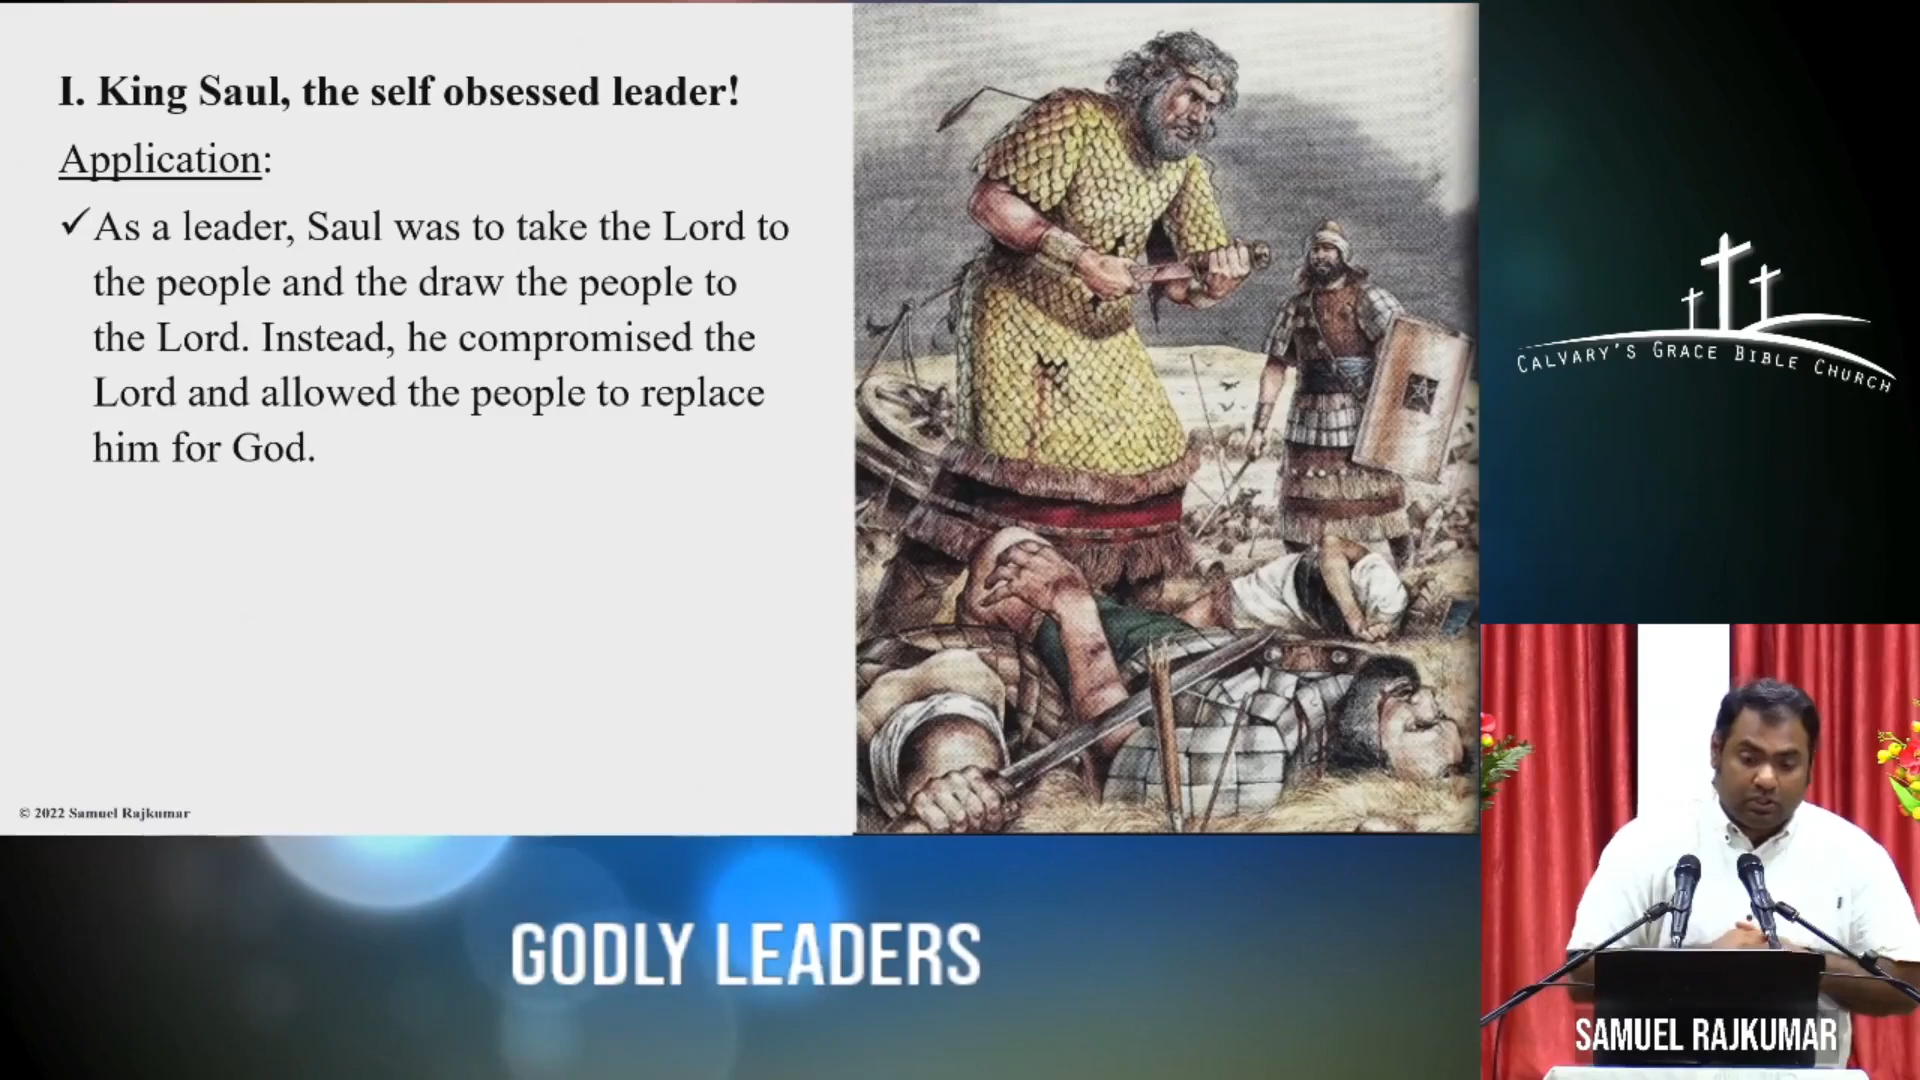 I. King Saul, the self obsessed leader!
Application:
✓As a leader, Saul was to take the Lord to
the people and the draw the people to
the Lord. Instead, he compromised the
Lord and allowed the people to replace
him for God.
© 2022 Samuel Rajkumar
CALVARY'S GRACE BIBLE CHURCH
GODLY LEADERS
SAMUEL RAJKUMAR